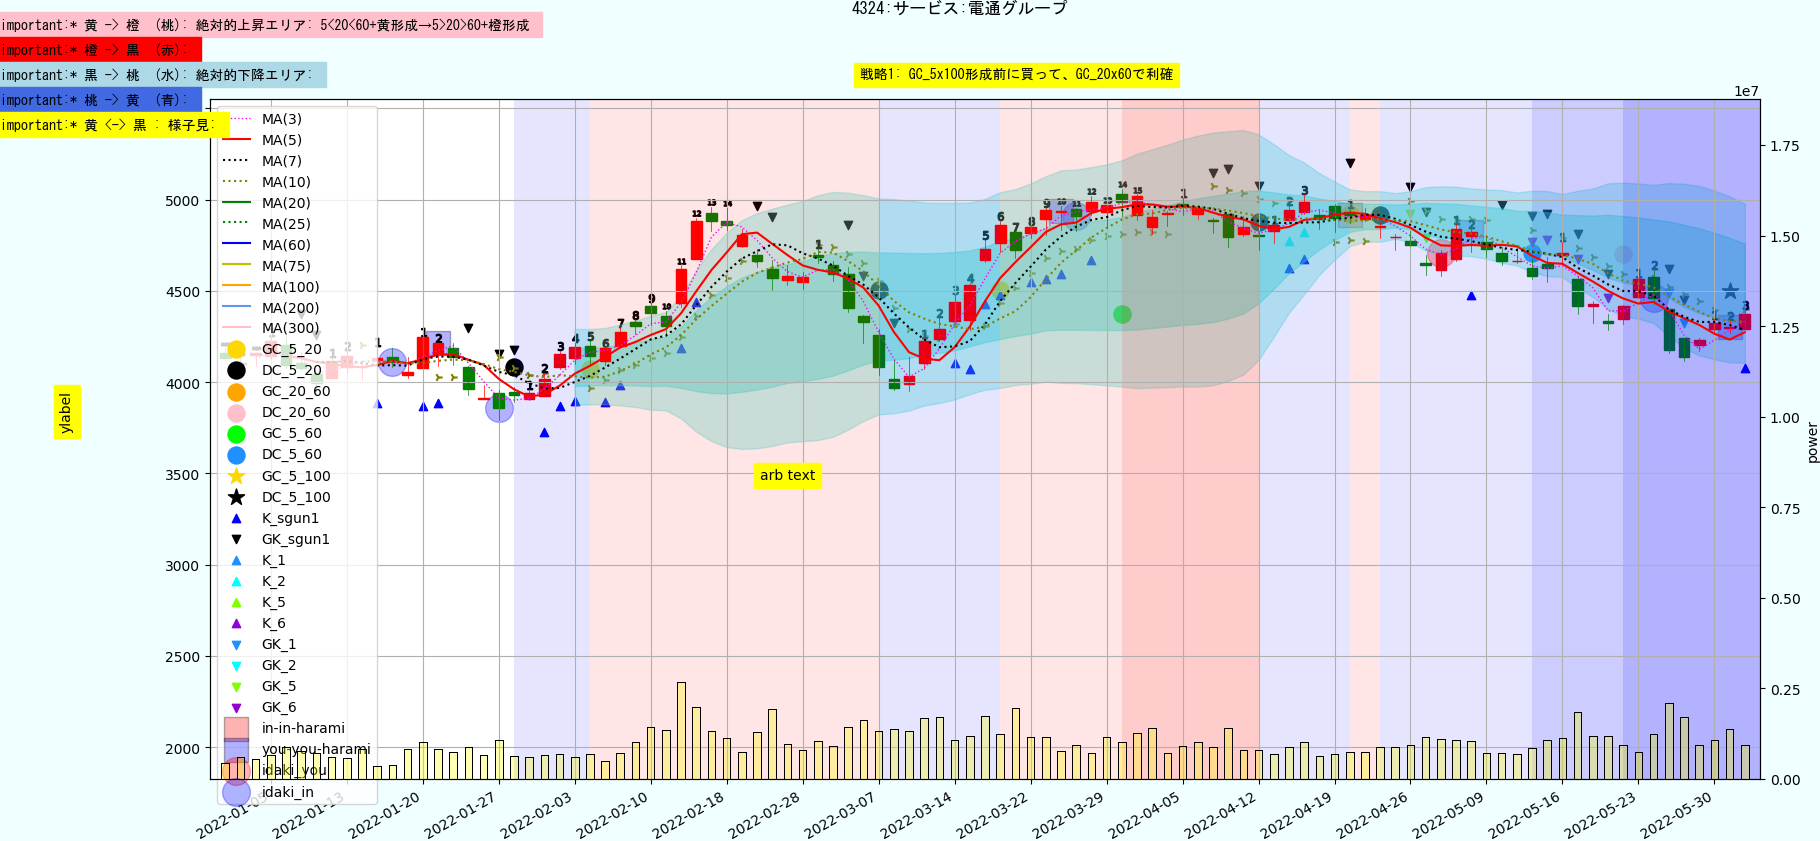 4324:サービス:電通グループ
important:* 黄 -> 橙 （桃）: 絶対的上昇エリア: 5<20<60+黄形成→5>20>60+橙形成
important:* 橙 -> 黒 （赤）:
important:* 黒 -> 桃 （水）: 絶対的下降エリア:
important:* 桃 -> 黄 （青）:
important:* 黄 <-> 黒 : 様子見:
戦略1: GC_5x100形成前に買って、GC_20x60で利確
1e7
MA(3)
MA(5)
MA(7)
MA(10)
MA(20)
MA(25)
MA(60)
MA(75)
MA(100)
MA(200)
MA(300)
GC_5_20
DC_5_20
GC_20_60
DC_20_60
GC_5_60
DC_5_60
GC_5_100
DC_5_100
K_sgun1
GK_sgun1
K_1
K_2
K_5
K_6
GK_1
GK_2
GK_5
GK_6
in-in-harami
you-you-harami
idaki_you
idaki_in
5000
4500
4000
3500
3000
2500
2000
ylabel
arb text
1.75
1.50
1.25
1.00
0.75
0.50
0.25
0.00
power
2022-01-13
2022-01-20
2022-01-27
2022-02-03
2022-02-10
2022-02-18
2022-02-28
2022-03-07
2022-03-14
2022-03-22
2022-03-29
2022-04-05
2022-04-12
2022-04-19
2022-04-26
2022-05-09
2022-05-16
2022-05-23
2022-05-30